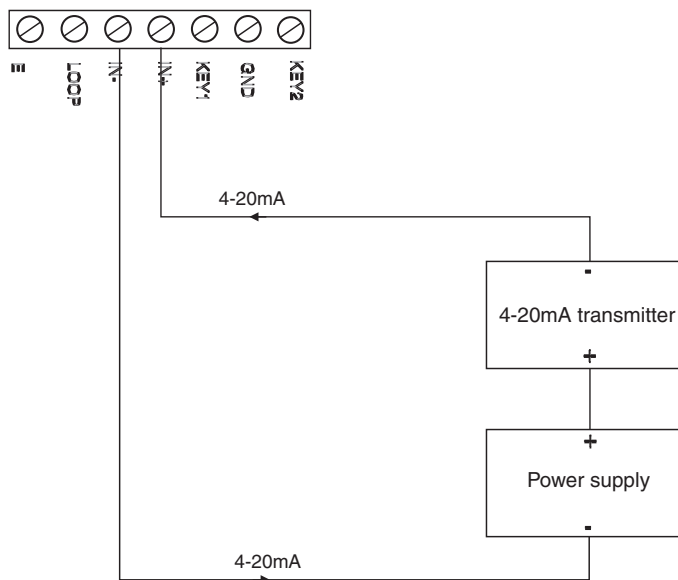 E LOOP IN- IN+ KEY1 GND KEY2
4-20mA
-
4-20mA transmitter
+
+
Power supply
-
4-20mA